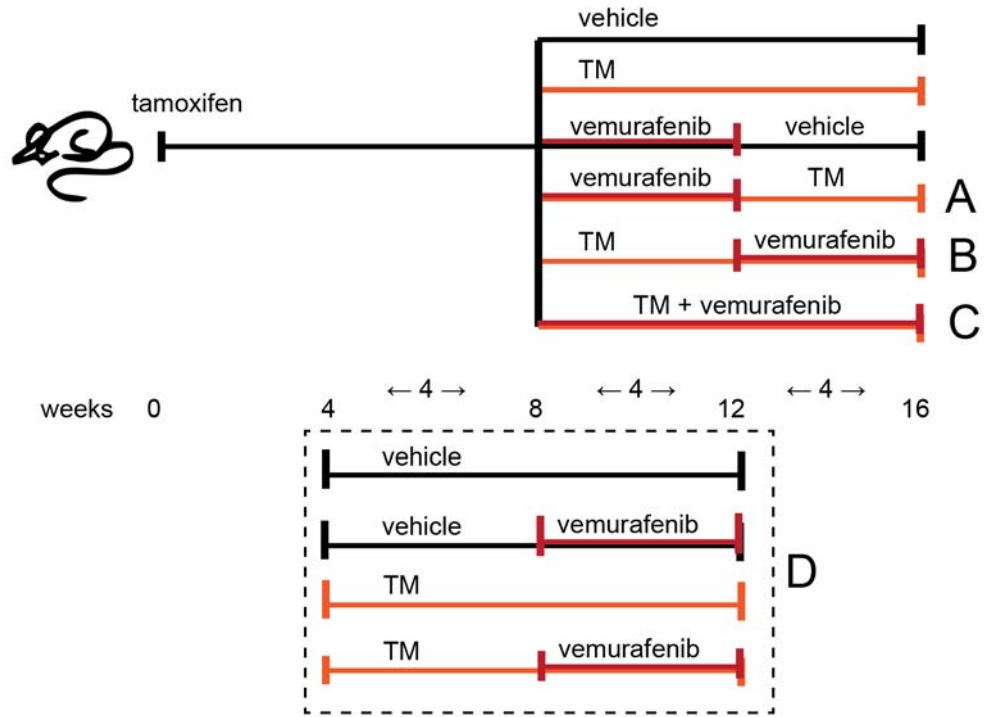 vehicle
TM
tamoxifen
vemurafenib vehicle
vemurafenib TM A
TM vemurafenib B
TM + vemurafenib C
← 4 → ← 4 → ← 4 →
weeks 0 4 8 12 16
vehicle
vehicle vemurafenib
D
TM
TM vemurafenib